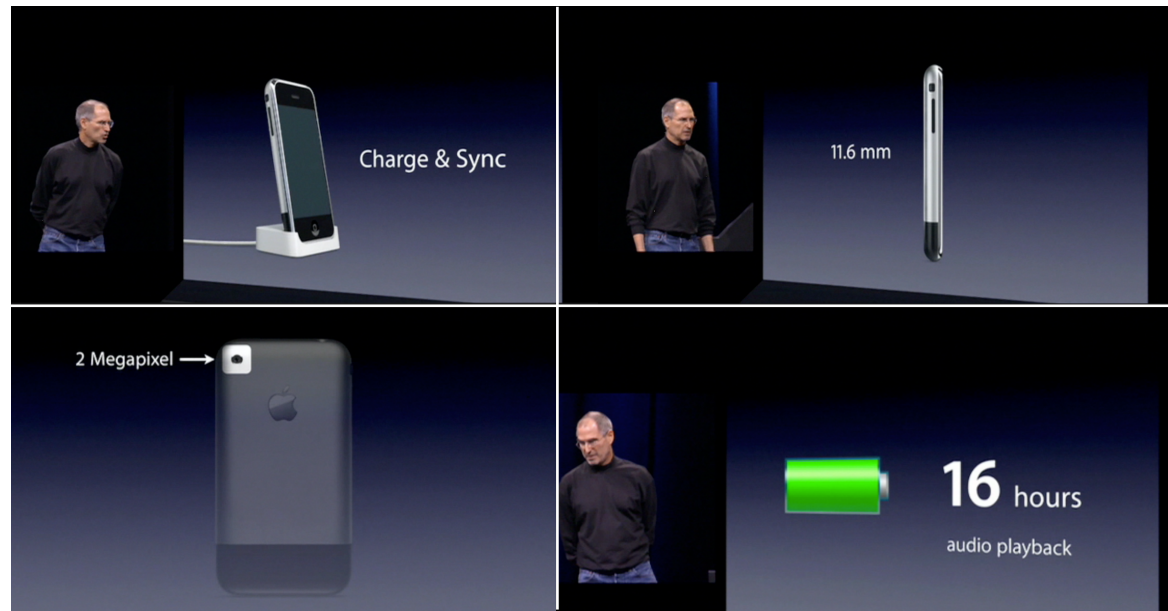 Charge & Sync
11.6 mm
2 Megapixel
16 hours
audio playback